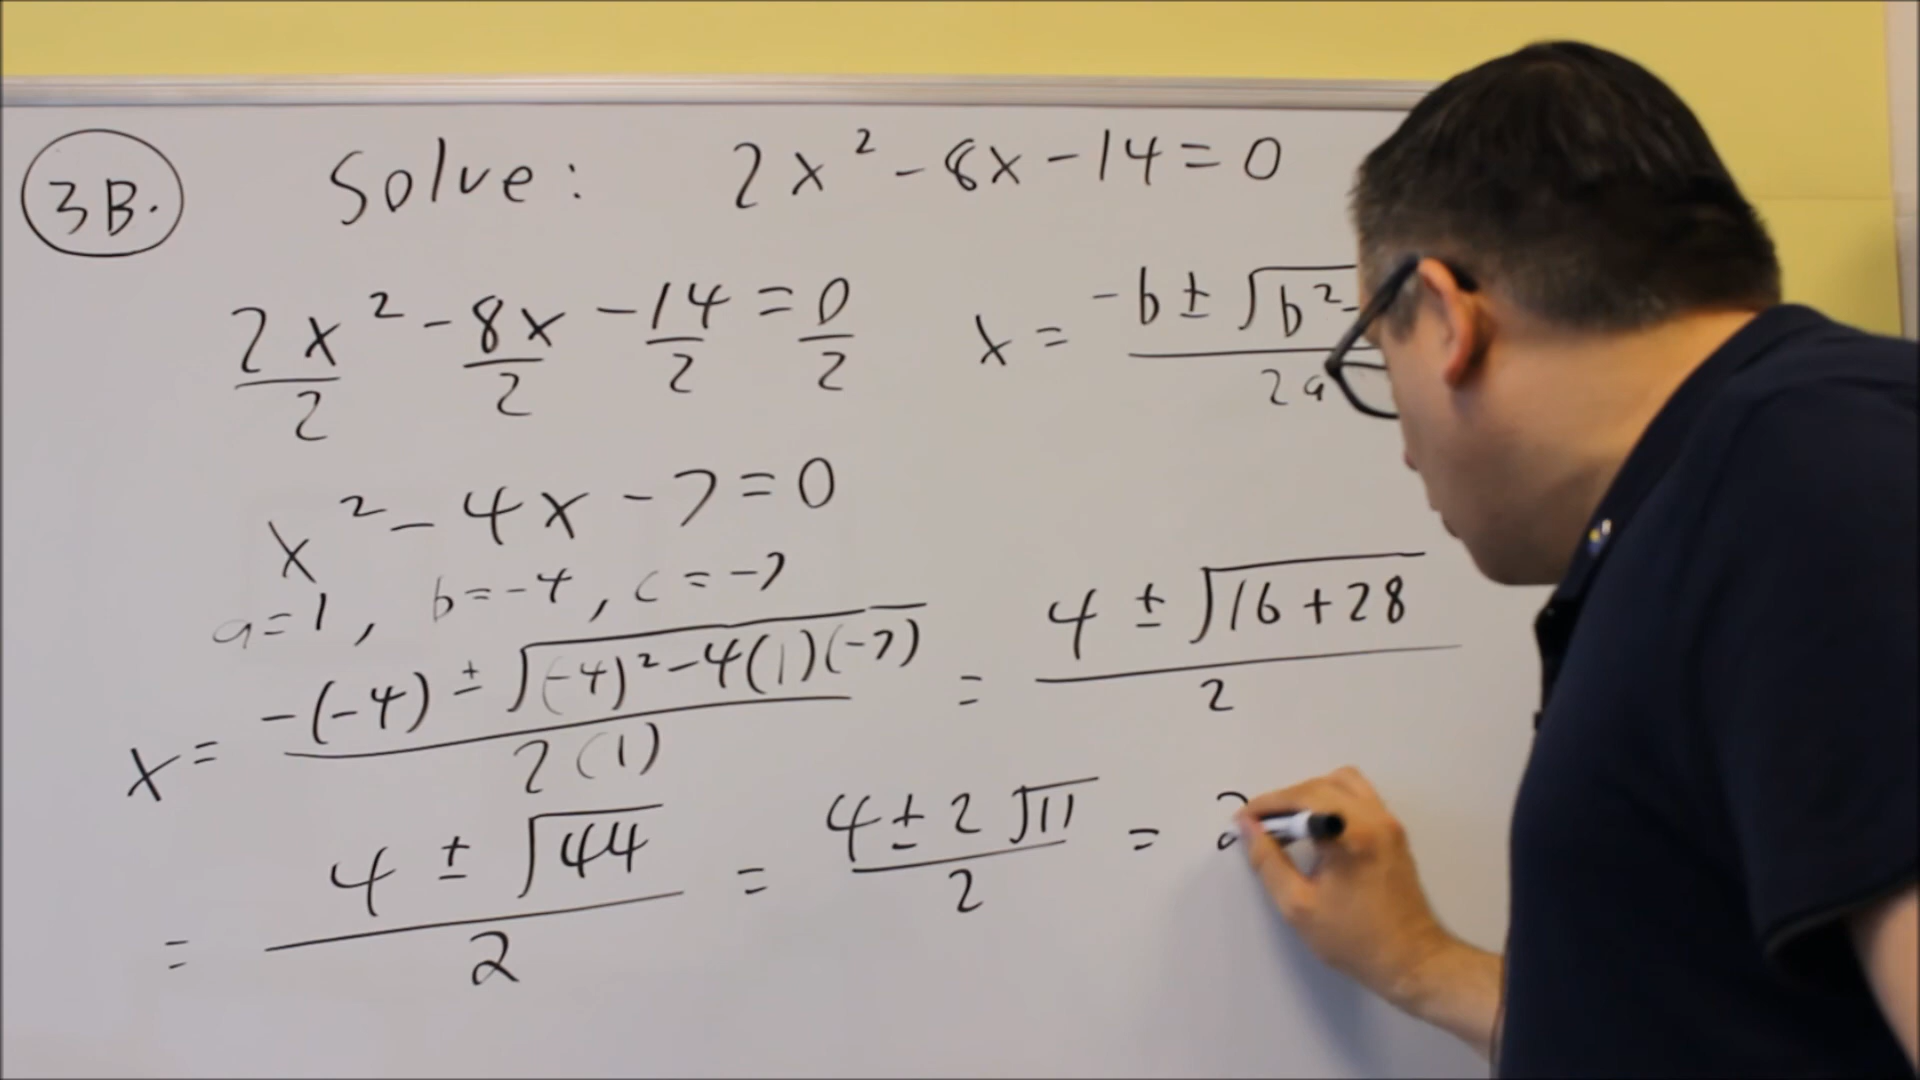 3B. Solve: 2x² - 8x - 14 = 0
2x²/2 - 8x/2 - 14/2 = 0/2
x = -b ± √b² - / 2a
x² - 4x - 7 = 0
a = 1, b = -4, c = -7
x = -(-4) ± √(-4)² - 4(1)(-7) / 2(1) = 4 ± √16 + 28 / 2
= 4 ± √44 / 2 = 4 ± 2√11 / 2 = 2